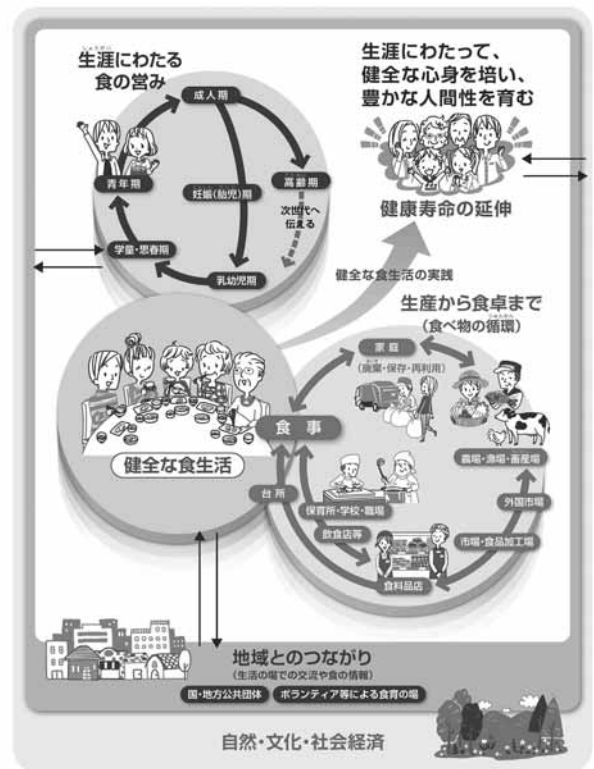 しょうがい
生涯にわたる
食の営み
成人期
青年期
妊娠(胎児)期
高齢期
次世代へ
伝える
学童・思春期
乳幼児期
生涯にわたって、
健全な心身を培い、
豊かな人間性を育む
健康寿命の延伸
健全な食生活の実践
生産から食卓まで
(食べ物の循環)
じゅんかん
家庭
(廃棄・保存・再利用)
食事
健全な食生活
台所
農場・漁場・畜産場
保育所・学校・職場
外国市場
飲食店等
市場・食品加工場
食料品店
地域とのつながり
(生活の場での交流や食の情報)
国・地方公共団体
ボランティア等による食育の場
自然・文化・社会経済